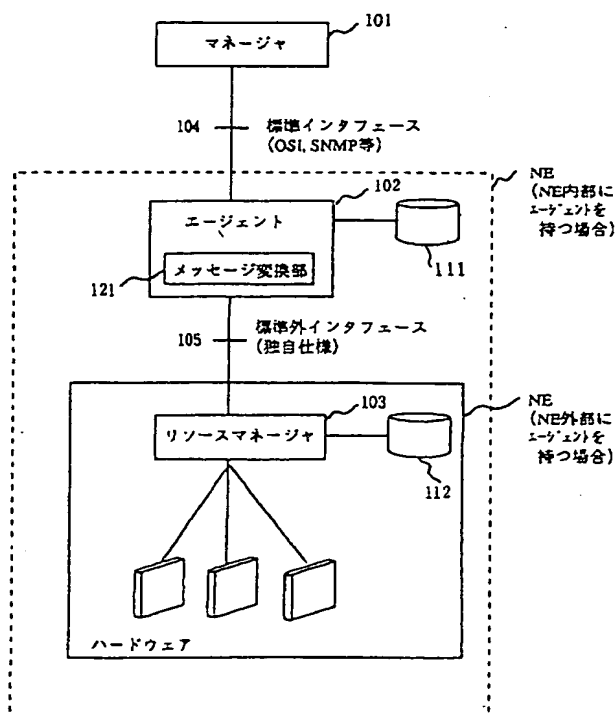 101
マネージャ
104
標準インタフェース
(OSI, SNMP等)
NE
(NE内部に
エージェントを
持つ場合)
102
エージェント
121
メッセージ変換部
111
105
標準外インタフェース
(独自仕様)
103
リソースマネージャ
112
NE
(NE外部に
エージェントを
持つ場合)
ハードウェア